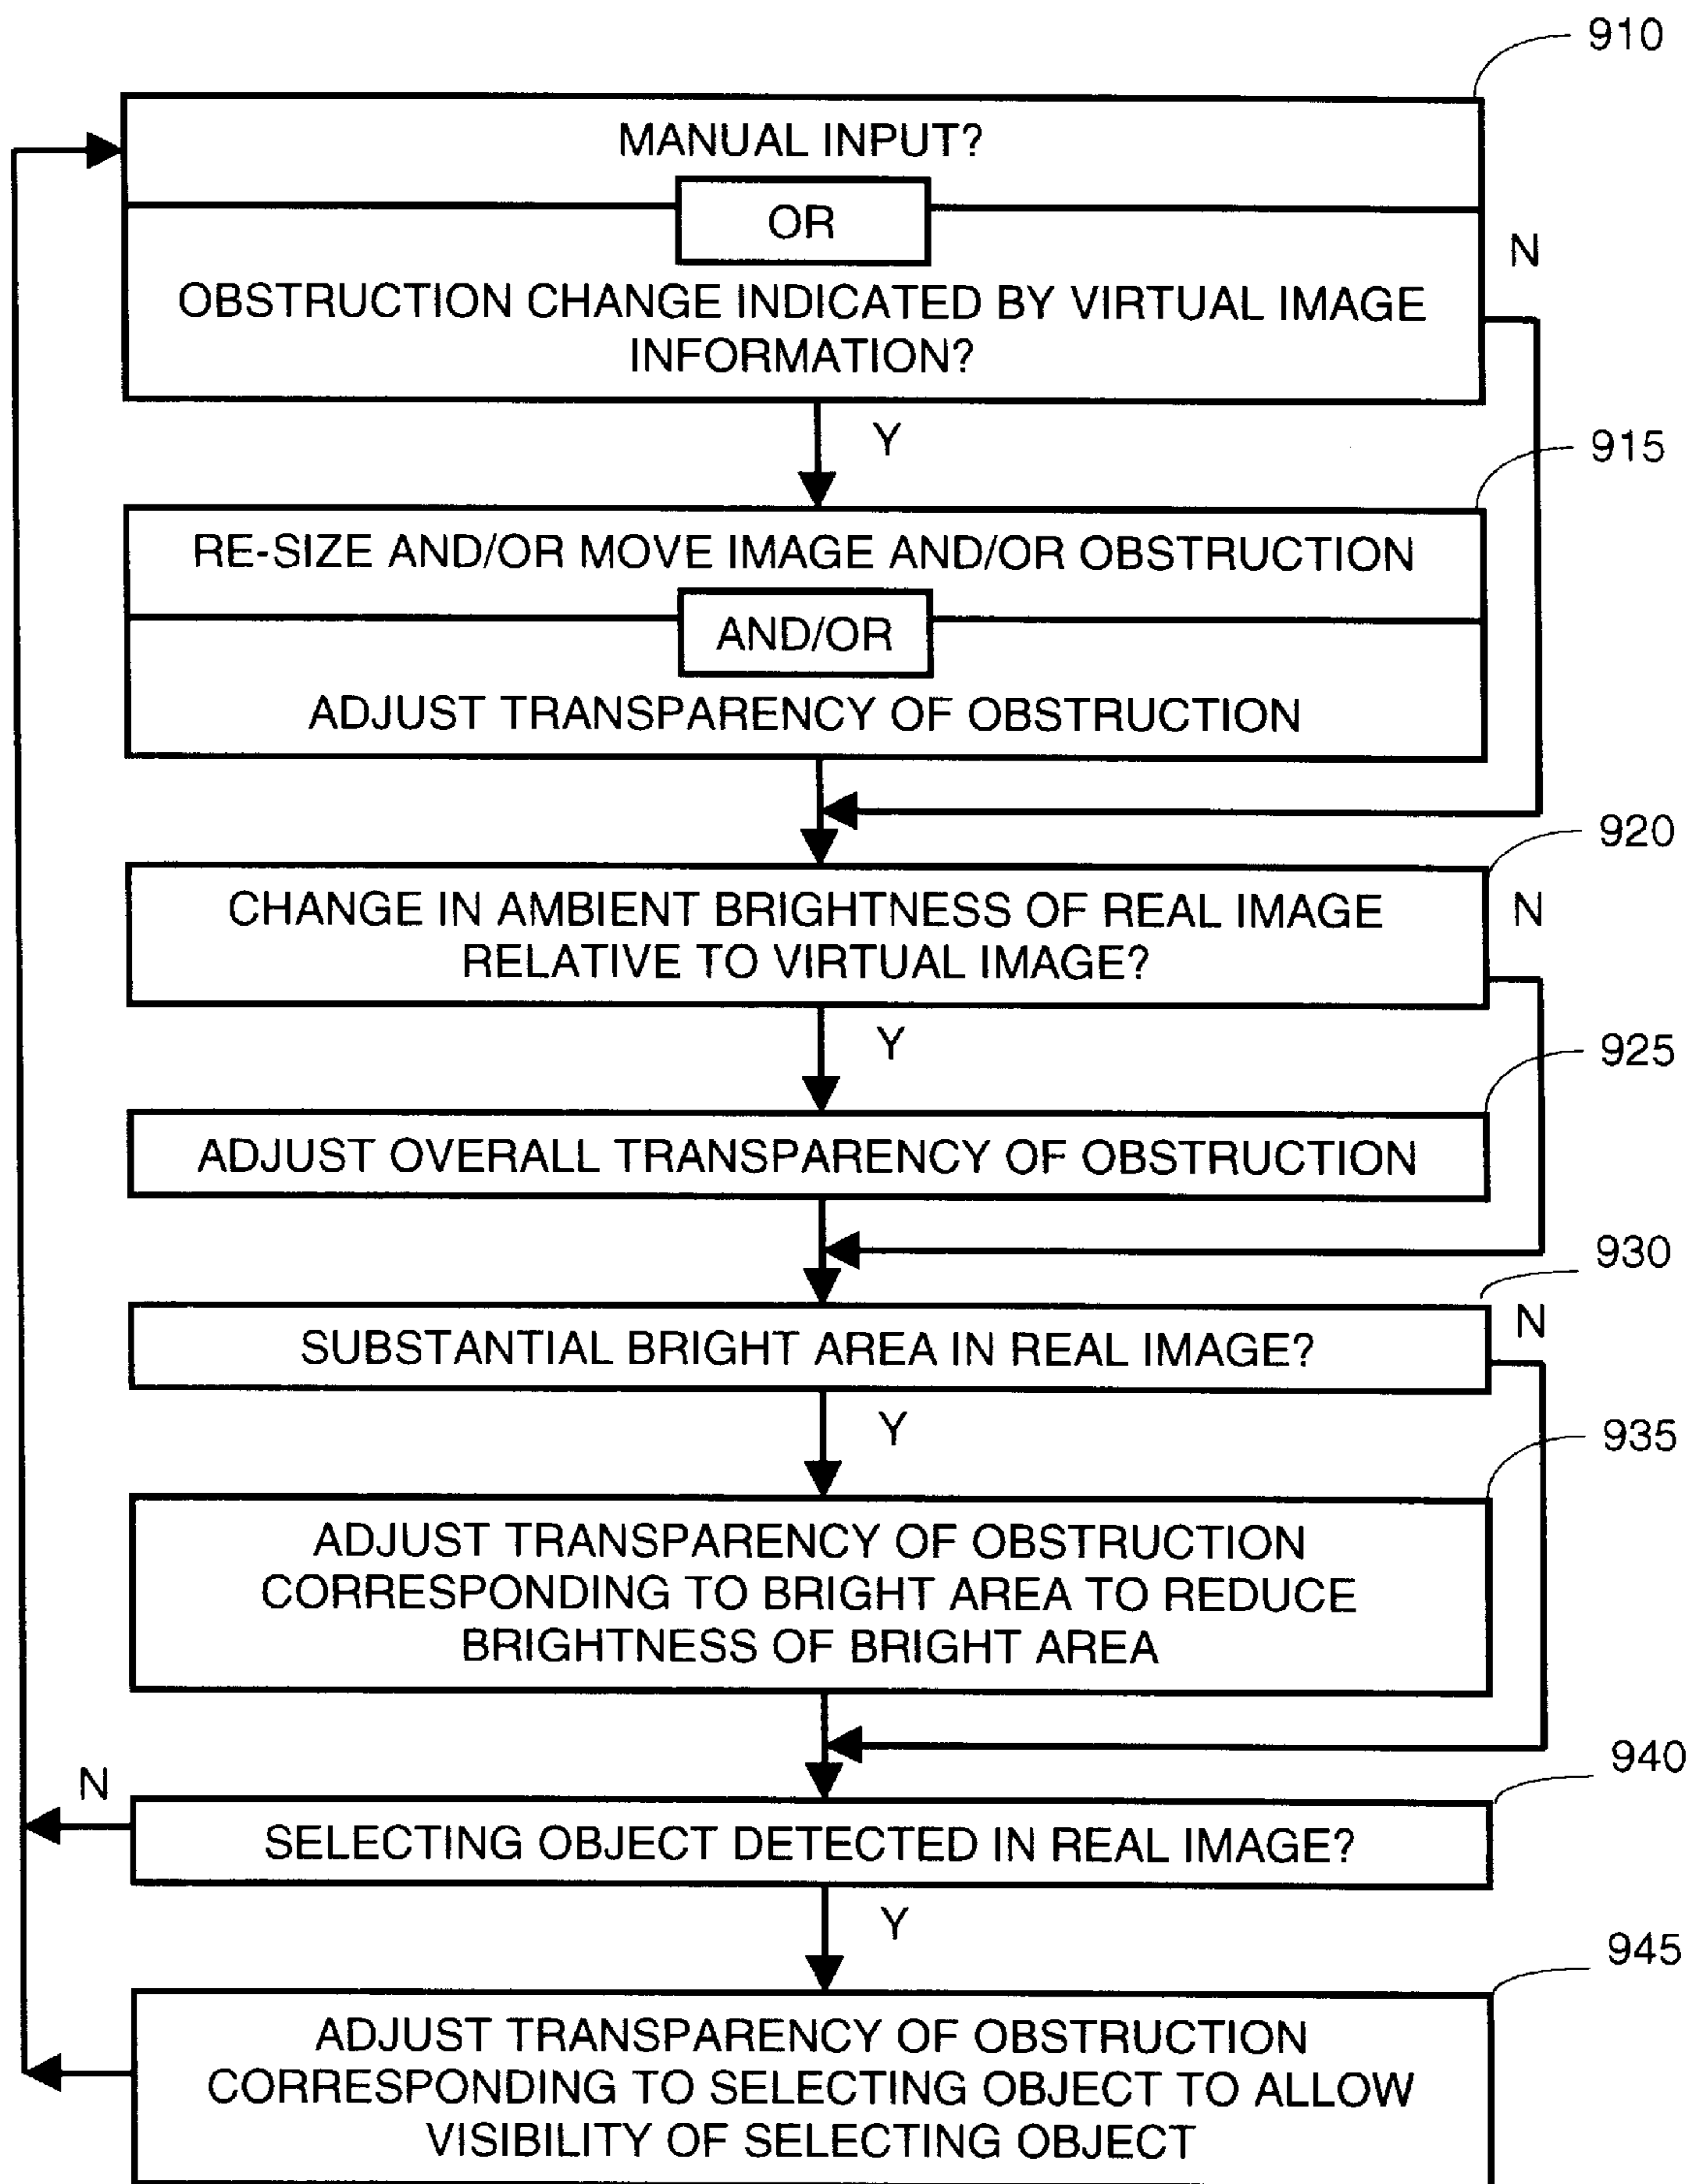 910
MANUAL INPUT?
OR
N
OBSTRUCTION CHANGE INDICATED BY VIRTUAL IMAGE
INFORMATION?
Y
915
RE-SIZE AND/OR MOVE IMAGE AND/OR OBSTRUCTION
AND/OR
ADJUST TRANSPARENCY OF OBSTRUCTION
920
CHANGE IN AMBIENT BRIGHTNESS OF REAL IMAGE
N
RELATIVE TO VIRTUAL IMAGE?
Y
925
ADJUST OVERALL TRANSPARENCY OF OBSTRUCTION
930
N
SUBSTANTIAL BRIGHT AREA IN REAL IMAGE?
Y
935
ADJUST TRANSPARENCY OF OBSTRUCTION
CORRESPONDING TO BRIGHT AREA TO REDUCE
BRIGHTNESS OF BRIGHT AREA
940
N
SELECTING OBJECT DETECTED IN REAL IMAGE?
Y
945
ADJUST TRANSPARENCY OF OBSTRUCTION
CORRESPONDING TO SELECTING OBJECT TO ALLOW
VISIBILITY OF SELECTING OBJECT